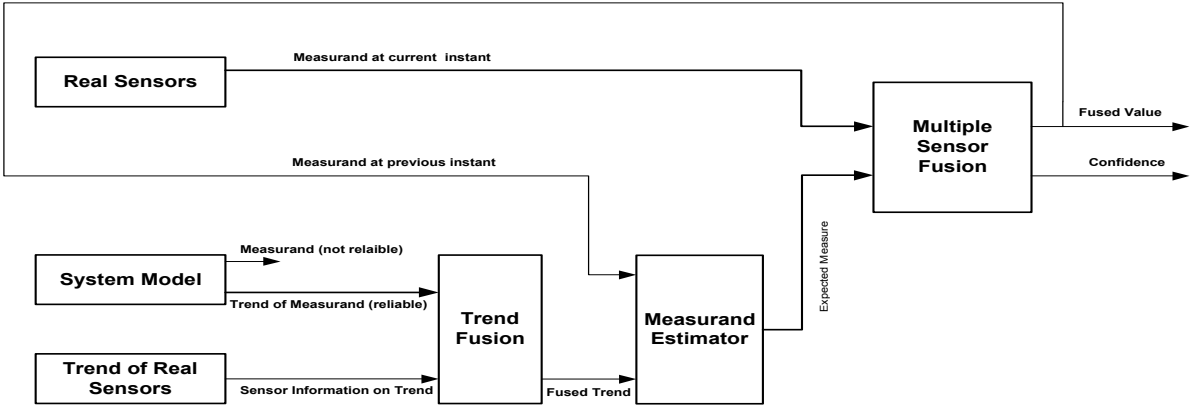 Measurand at current instant
Real Sensors
Multiple
Sensor
Fusion
Fused Value
Confidence
Measurand at previous instant
Expected Measure
Measurand (not relaible)
System Model
Trend of Measurand (reliable)
Trend
Fusion
Measurand
Estimator
Trend of Real
Sensors
Sensor Information on Trend
Fused Trend